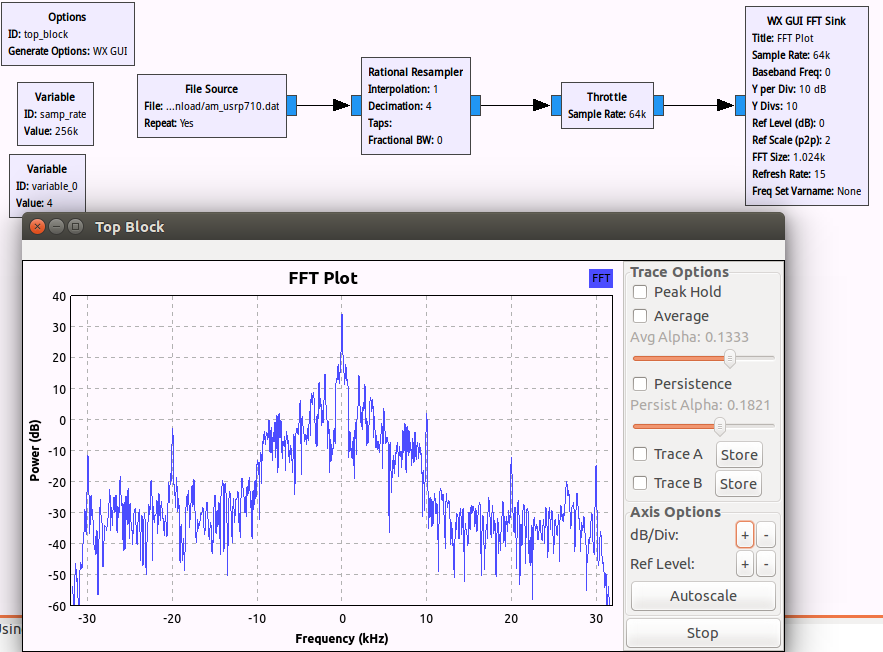 Options
ID: top_block
Generate Options: WX GUI
Variable
ID: samp_rate
Value: 256k
Variable
ID: variable_0
Value: 4
File Source
File: ...nload/am_usrp710.dat
Repeat: Yes
Rational Resampler
Interpolation: 1
Decimation: 4
Taps:
Fractional BW: 0
Throttle
Sample Rate: 64k
WX GUI FFT Sink
Title: FFT Plot
Sample Rate: 64k
Baseband Freq: 0
Y per Div: 10 dB
Y Divs: 10
Ref Level (dB): 0
Ref Scale (p2p): 2
FFT Size: 1.024k
Refresh Rate: 15
Freq Set Varname: None
Top Block
FFT Plot
FFT
40
30
20
10
0
-10
-20
-30
-40
-50
-60
Power (dB)
-30 -20 -10 0 10 20 30
Frequency (kHz)
Trace Options
Peak Hold
Average
Avg Alpha: 0.1333
Persistence
Persist Alpha: 0.1821
Trace A Store
Trace B Store
Axis Options
dB/Div: + -
Ref Level: + -
Autoscale
Stop